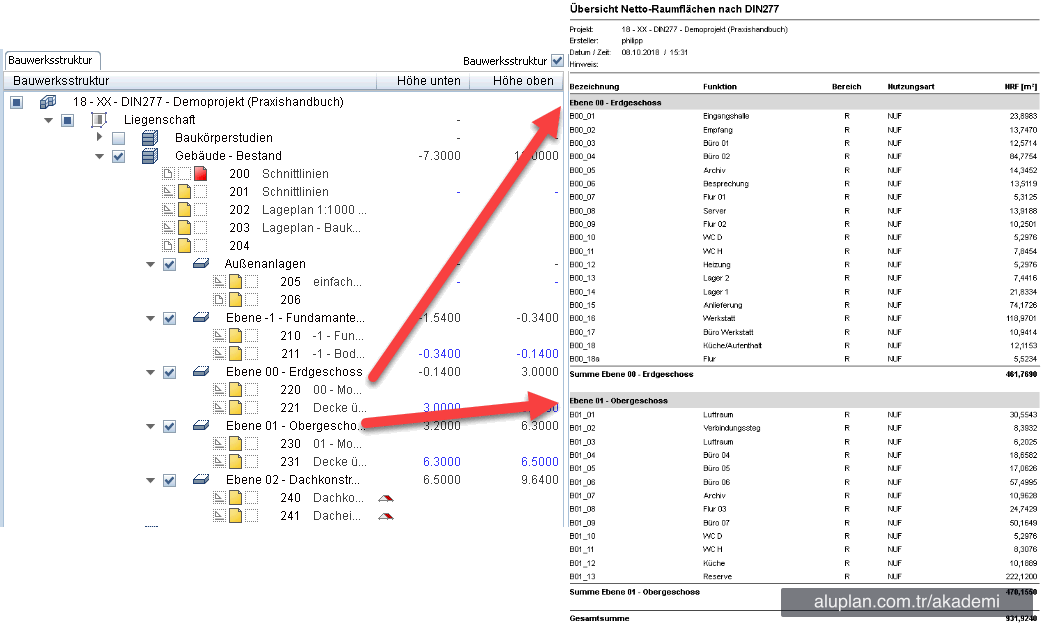 Bauwerksstruktur
Bauwerksstruktur
Bauwerksstruktur Höhe unten Höhe oben
18 - XX - DIN277 - Demoprojekt (Praxishandbuch)
Liegenschaft -
Baukörperstudien - -
Gebäude - Bestand -7.3000
200 Schnittlinien
201 Schnittlinien - -
202 Lageplan 1:1000 ...
203 Lageplan - Bauk...
204
Außenanlagen - -
205 einfach... - -
206
Ebene -1 - Fundamante... -1.5400 -0.3400
210 -1 - Fun...
211 -1 - Bod... -0.3400 -0.1400
Ebene 00 - Erdgeschoss -0.1400 3.0000
220 00 - Mo...
221 Decke ü... 3.0000
Ebene 01 - Obergescho... 3.2000 6.3000
230 01 - Mo...
231 Decke ü... 6.3000 6.5000
Ebene 02 - Dachkonstr... 6.5000 9.6400
240 Dachko...
241 Dachei...
Übersicht Netto-Raumflächen nach DIN277
Projekt: 18 - XX - DIN277 - Demoprojekt (Praxishandbuch)
Ersteller: philipp
Datum / Zeit: 08.10.2018 / 15:31
Hinweis:
Bezeichnung Funktion Bereich Nutzungsart NRF [m²]
Ebene 00 - Erdgeschoss
B00_01 Eingangshalle R NUF 23,8983
B00_02 Empfang R NUF 13,7470
B00_03 Büro 01 R NUF 12,5714
B00_04 Büro 02 R NUF 84,7754
B00_05 Archiv R NUF 14,3452
B00_06 Besprechung R NUF 13,5119
B00_07 Flur 01 R NUF 5,3125
B00_08 Server R NUF 13,9188
B00_09 Flur 02 R NUF 10,2501
B00_10 WC D R NUF 5,2976
B00_11 WC H R NUF 7,8454
B00_12 Heizung R NUF 5,2976
B00_13 Lager 2 R NUF 7,4416
B00_14 Lager 1 R NUF 21,8334
B00_15 Anlieferung R NUF 74,1726
B00_16 Werkstatt R NUF 118,9701
B00_17 Büro Werkstatt R NUF 10,9414
B00_18 Küche/Aufenthalt R NUF 12,1153
B00_18a Flur R NUF 5,5234
Summe Ebene 00 - Erdgeschoss 461,7690
Ebene 01 - Obergeschoss
B01_01 Luftraum R NUF 30,5543
B01_02 Verbindungssteg R NUF 8,3932
B01_03 Luftraum R NUF 6,2025
B01_04 Büro 04 R NUF 18,6582
B01_05 Büro 05 R NUF 17,0626
B01_06 Büro 06 R NUF 57,4995
B01_07 Archiv R NUF 10,9628
B01_08 Flur 03 R NUF 24,7429
B01_09 Büro 07 R NUF 50,1649
B01_10 WC D R NUF 5,2976
B01_11 WC H R NUF 8,3076
B01_12 Küche R NUF 10,1889
B01_13 Reserve R NUF 222,1200
Summe Ebene 01 - Obergeschoss 470,1550
aluplan.com.tr/akademi
Gesamtsumme 931,9240